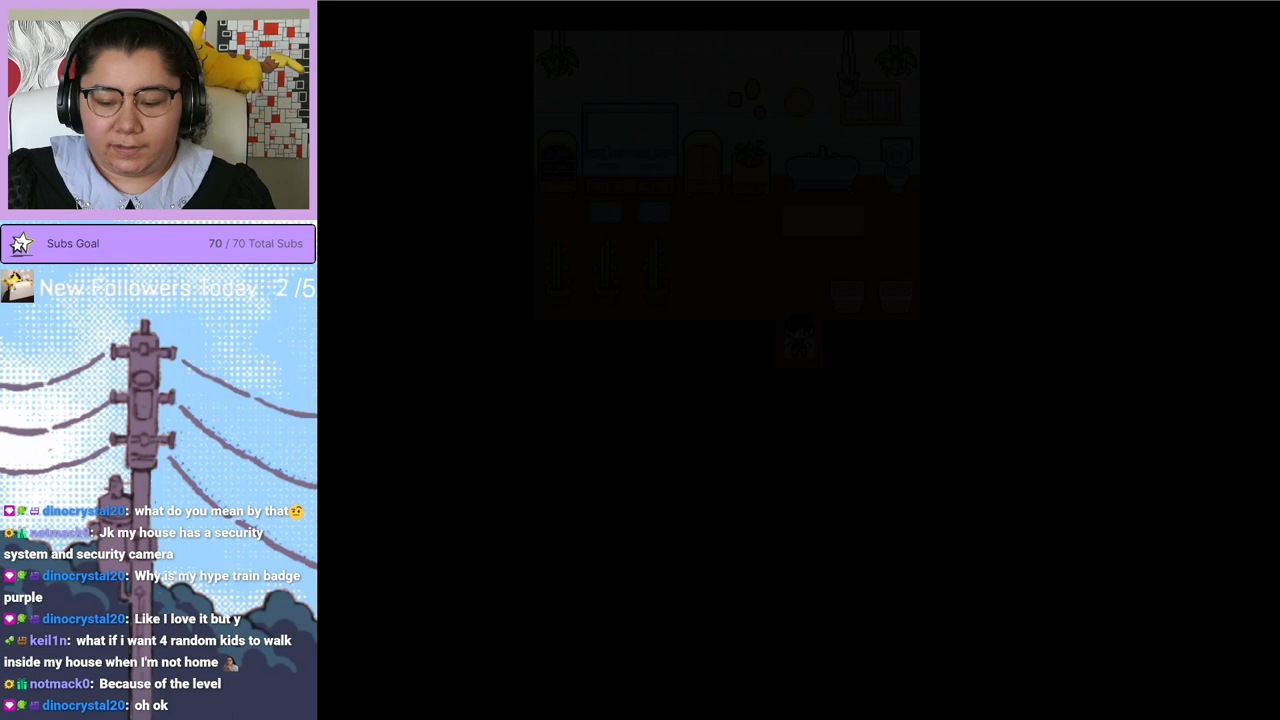 Subs Goal 70 / 70 Total Subs
New Followers Today 2 /5
dinocrystal20: what do you mean by that🤨
notmack0: Jk my house has a security
system and security camera
dinocrystal20: Why is my hype train badge
purple
dinocrystal20: Like I love it but y
keil1n: what if i want 4 random kids to walk
inside my house when I'm not home
notmack0: Because of the level
dinocrystal20: oh ok